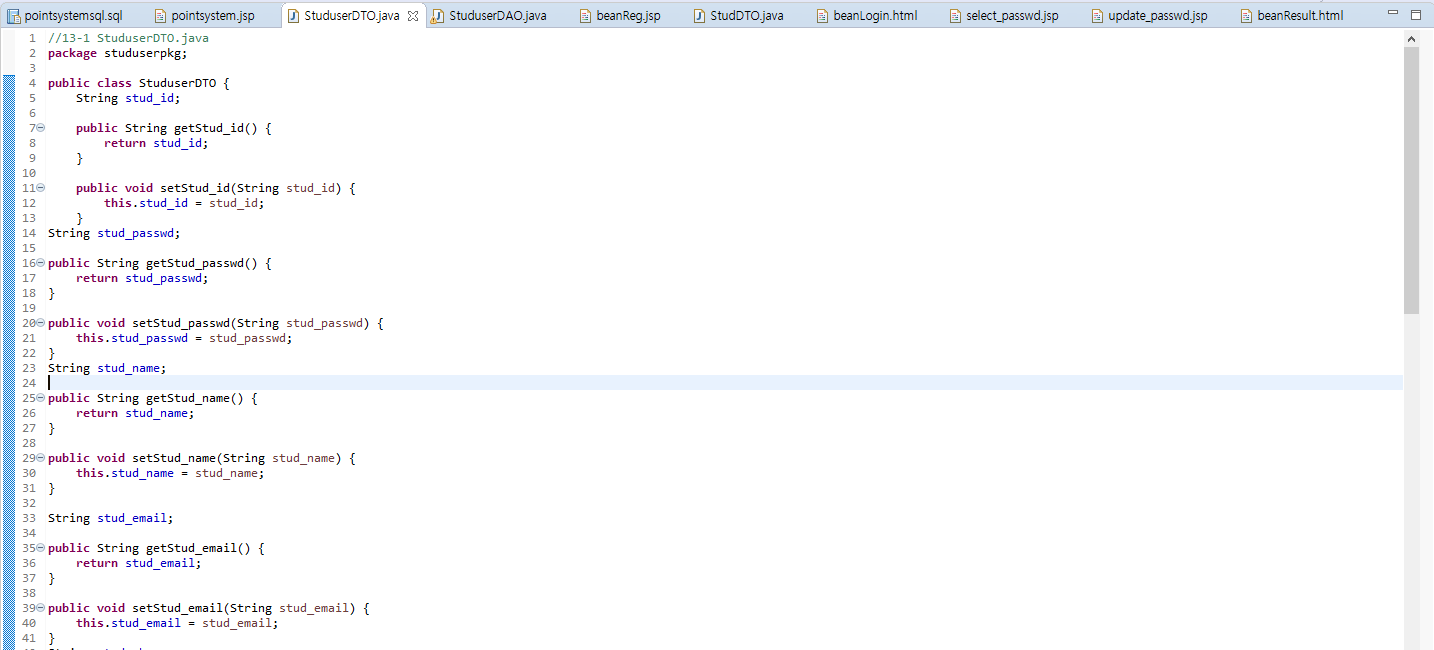 pointsystemsql.sql pointsystem.jsp StuduserDTO.java StuduserDAO.java beanReg.jsp StudDTO.java beanLogin.html select_passwd.jsp update_passwd.jsp beanResult.html
1 //13-1 StuduserDTO.java
2 package studuserpkg;
3
4 public class StuduserDTO {
5     String stud_id;
6
7     public String getStud_id() {
8         return stud_id;
9     }
10
11     public void setStud_id(String stud_id) {
12         this.stud_id = stud_id;
13     }
14 String stud_passwd;
15
16 public String getStud_passwd() {
17     return stud_passwd;
18 }
19
20 public void setStud_passwd(String stud_passwd) {
21     this.stud_passwd = stud_passwd;
22 }
23 String stud_name;
24
25 public String getStud_name() {
26     return stud_name;
27 }
28
29 public void setStud_name(String stud_name) {
30     this.stud_name = stud_name;
31 }
32
33 String stud_email;
34
35 public String getStud_email() {
36     return stud_email;
37 }
38
39 public void setStud_email(String stud_email) {
40     this.stud_email = stud_email;
41 }